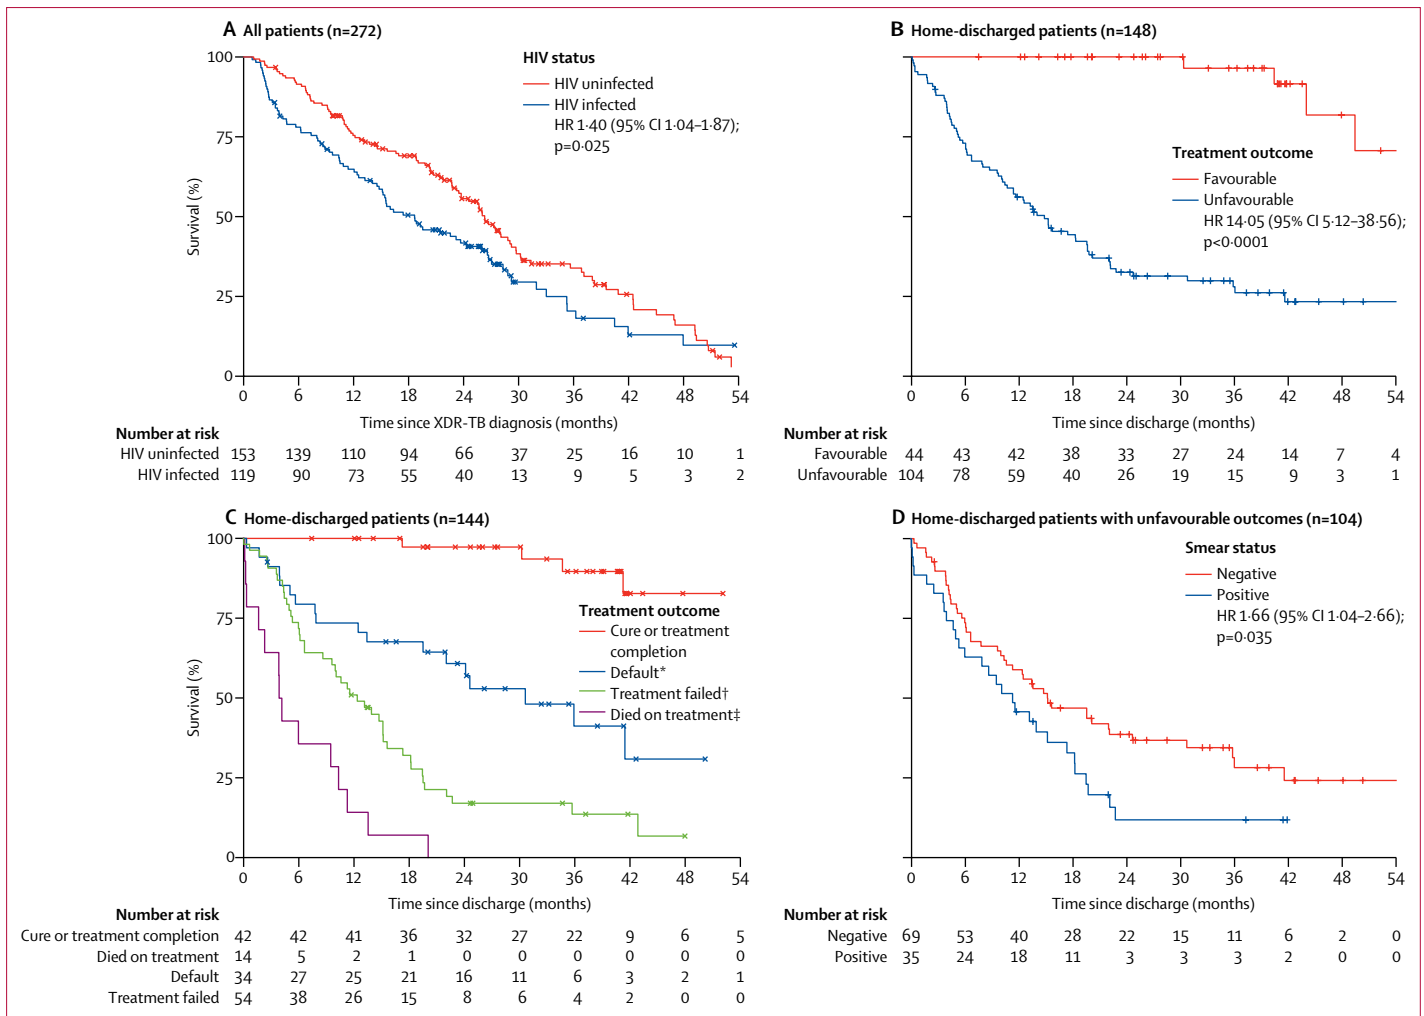 A All patients (n=272)
100
75
50
25
0
Survival (%)
HIV status
HIV uninfected
HIV infected
HR 1·40 (95% CI 1·04–1·87);
p=0·025
0 6 12 18 24 30 36 42 48 54
Time since XDR-TB diagnosis (months)
Number at risk
HIV uninfected 153 139 110 94 66 37 25 16 10 1
HIV infected 119 90 73 55 40 13 9 5 3 2
B Home-discharged patients (n=148)
Treatment outcome
Favourable
Unfavourable
HR 14·05 (95% CI 5·12–38·56);
p<0·0001
0 6 12 18 24 30 36 42 48 54
Time since discharge (months)
Number at risk
Favourable 44 43 42 38 33 27 24 14 7 4
Unfavourable 104 78 59 40 26 19 15 9 3 1
C Home-discharged patients (n=144)
100
75
50
25
0
Survival (%)
Treatment outcome
Cure or treatment
completion
Default*
Treatment failed†
Died on treatment‡
0 6 12 18 24 30 36 42 48 54
Time since discharge (months)
Number at risk
Cure or treatment completion 42 42 41 36 32 27 22 9 6 5
Died on treatment 14 5 2 1 0 0 0 0 0 0
Default 34 27 25 21 16 11 6 3 2 1
Treatment failed 54 38 26 15 8 6 4 2 0 0
D Home-discharged patients with unfavourable outcomes (n=104)
Smear status
Negative
Positive
HR 1·66 (95% CI 1·04–2·66);
p=0·035
0 6 12 18 24 30 36 42 48 54
Time since discharge (months)
Number at risk
Negative 69 53 40 28 22 15 11 6 2 0
Positive 35 24 18 11 3 3 3 2 0 0